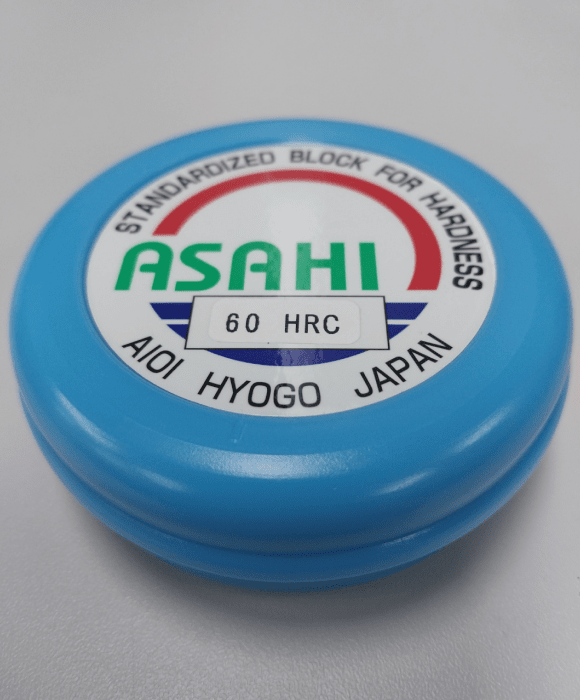 STANDARDIZED BLOCK FOR HARDNESS
ASAHI
60 HRC
AIOI HYOGO JAPAN